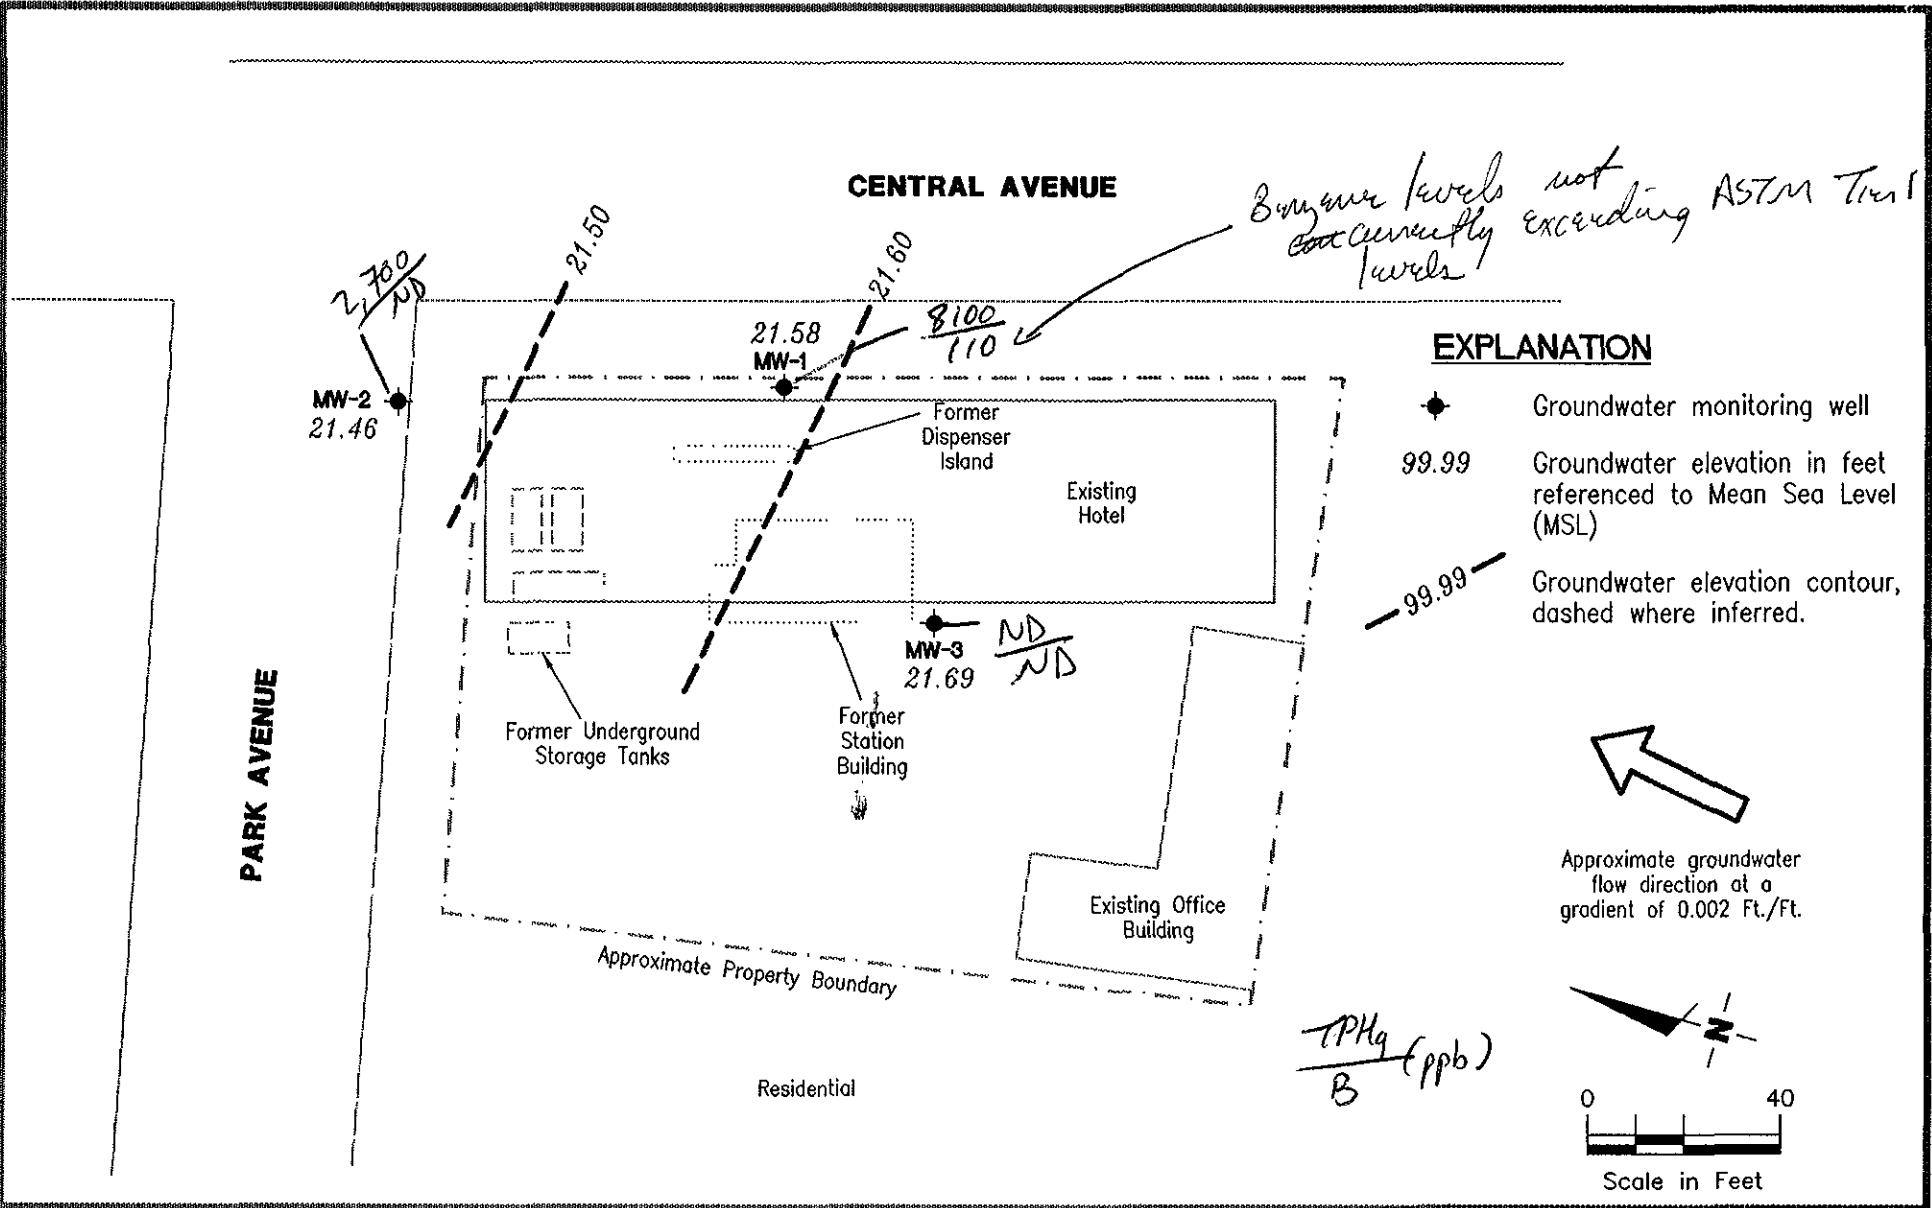 CENTRAL AVENUE
Benzene levels not
currently exceeding ASTM Tier 1
levels
21.50
21.60
2,700
ND
21.58
MW-1
8100
110
MW-2
21.46
Former
Dispenser
Island
Existing
Hotel
MW-3
21.69
ND
ND
Former Underground
Storage Tanks
Former
Station
Building
PARK AVENUE
Existing Office
Building
Approximate Property Boundary
Residential
TPHg
B
(ppb)
EXPLANATION
Groundwater monitoring well
99.99
Groundwater elevation in feet
referenced to Mean Sea Level
(MSL)
99.99
Groundwater elevation contour,
dashed where inferred.
Approximate groundwater
flow direction at a
gradient of 0.002 Ft./Ft.
N
0 40
Scale in Feet